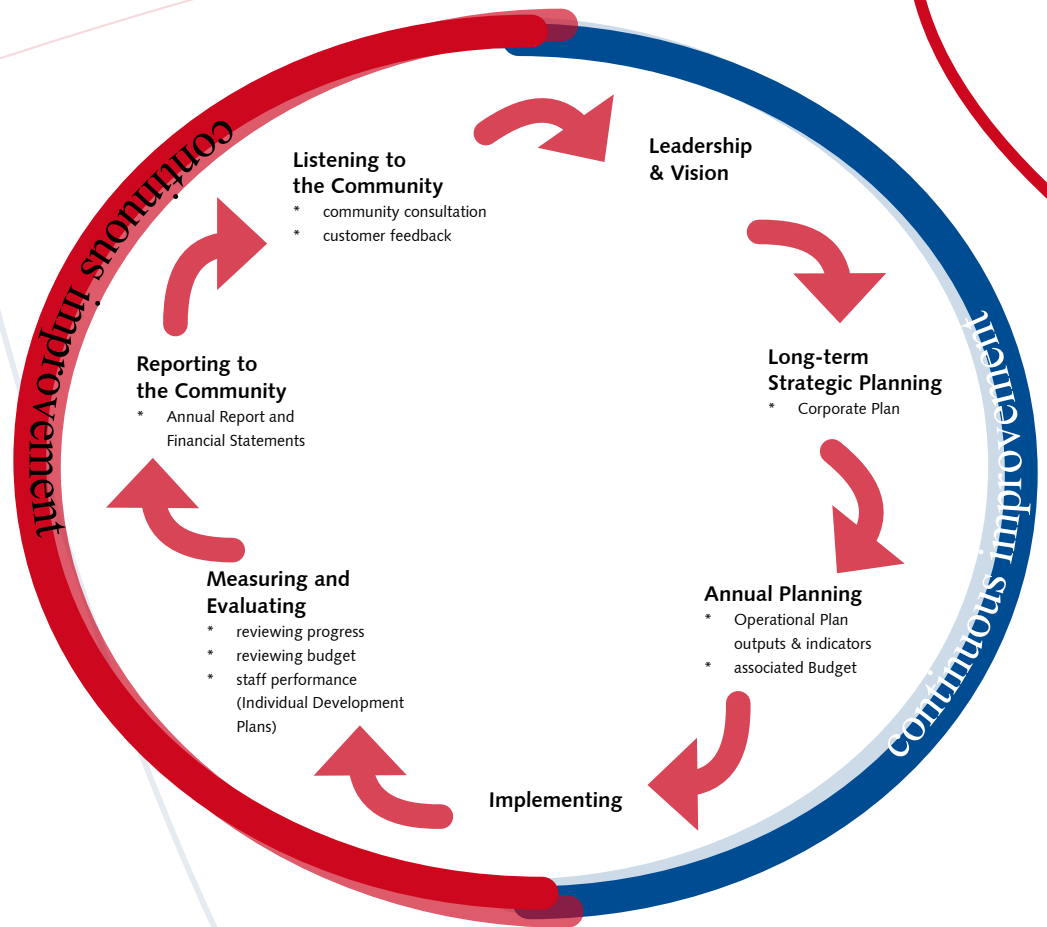 continuous improvement
Listening to
the Community
* community consultation
* customer feedback
Leadership
& Vision
Long-term
Strategic Planning
* Corporate Plan
Annual Planning
* Operational Plan
outputs & indicators
* associated Budget
Implementing
Measuring and
Evaluating
* reviewing progress
* reviewing budget
* staff performance
(Individual Development
Plans)
Reporting to
the Community
* Annual Report and
Financial Statements
continuous improvement